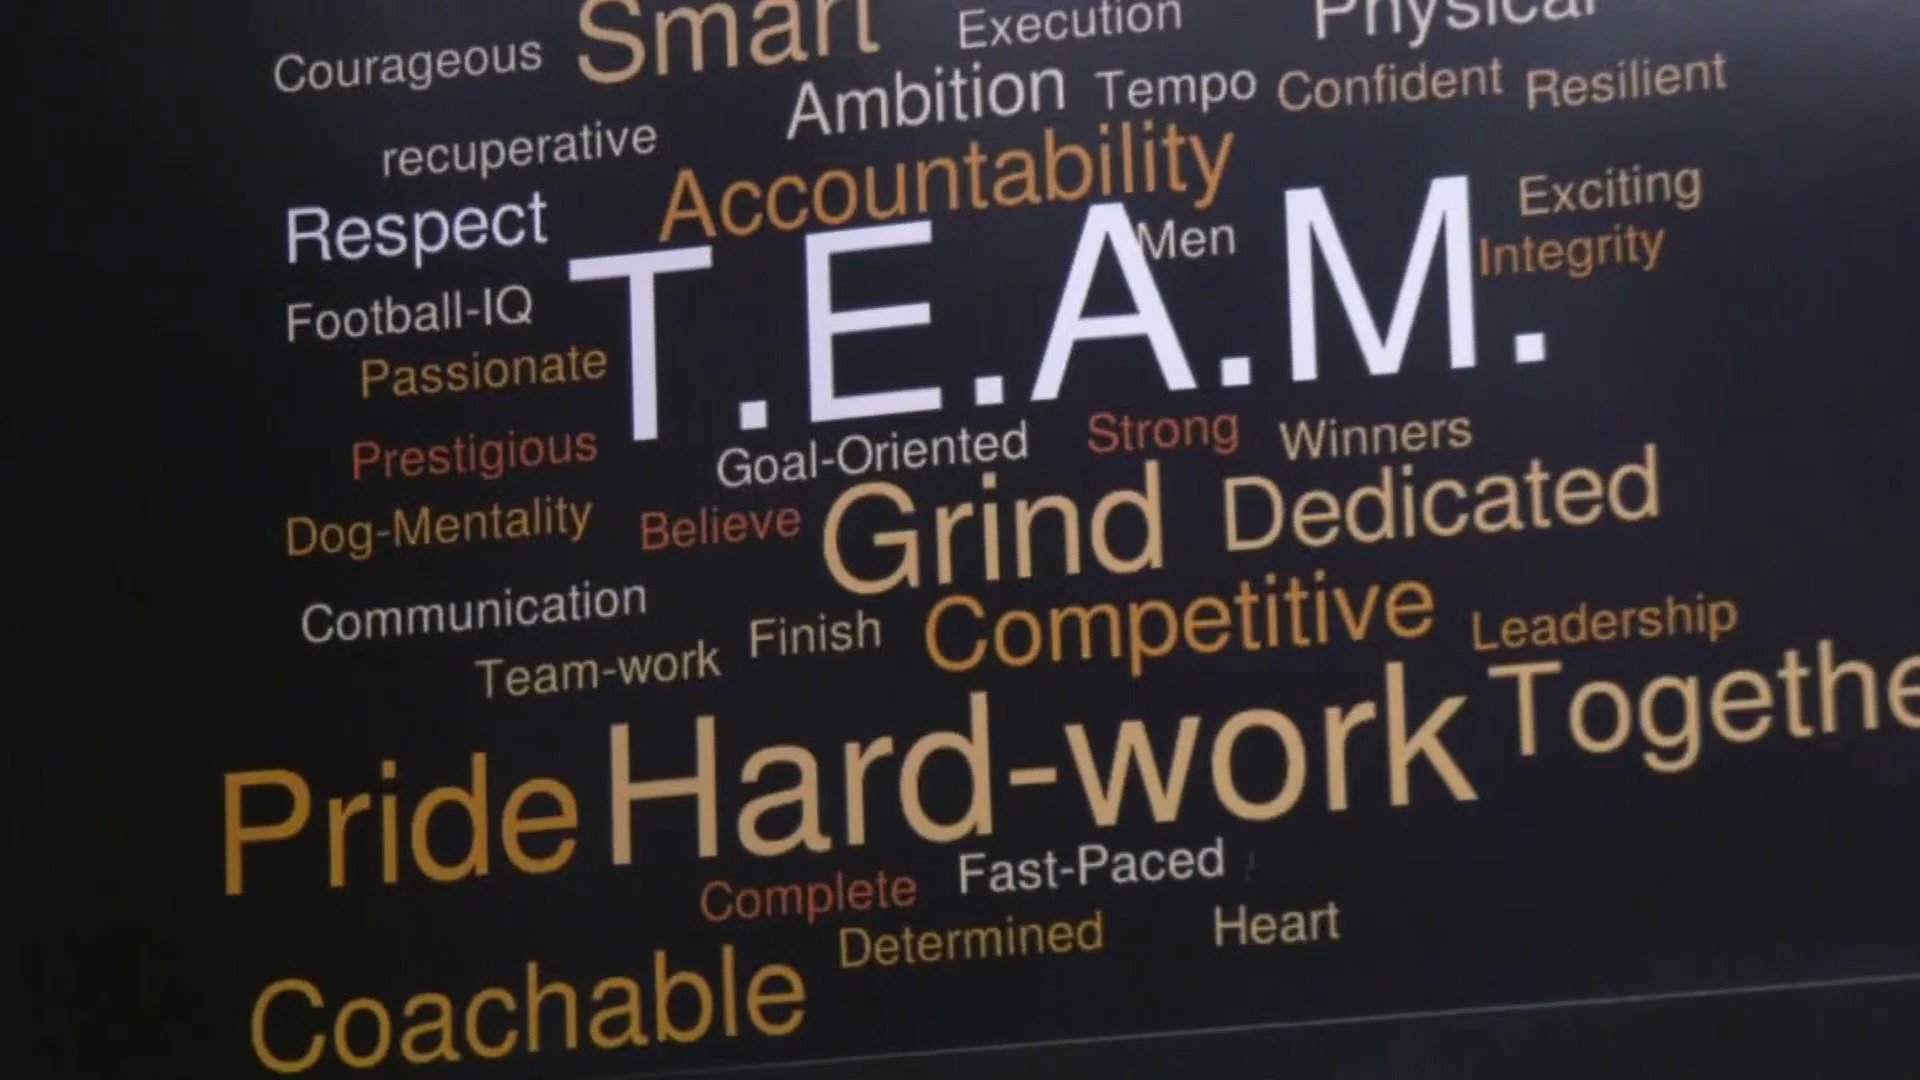 Courageous Smart Execution Physical
recuperative Ambition Tempo Confident Resilient
Respect Accountability Men Exciting
Football-IQ T.E.A.M. Integrity
Passionate
Prestigious Goal-Oriented Strong Winners
Dog-Mentality Believe Grind Dedicated
Communication Finish Competitive Leadership
Team-work
Pride Hard-work Togethe
Complete Fast-Paced
Coachable Determined Heart